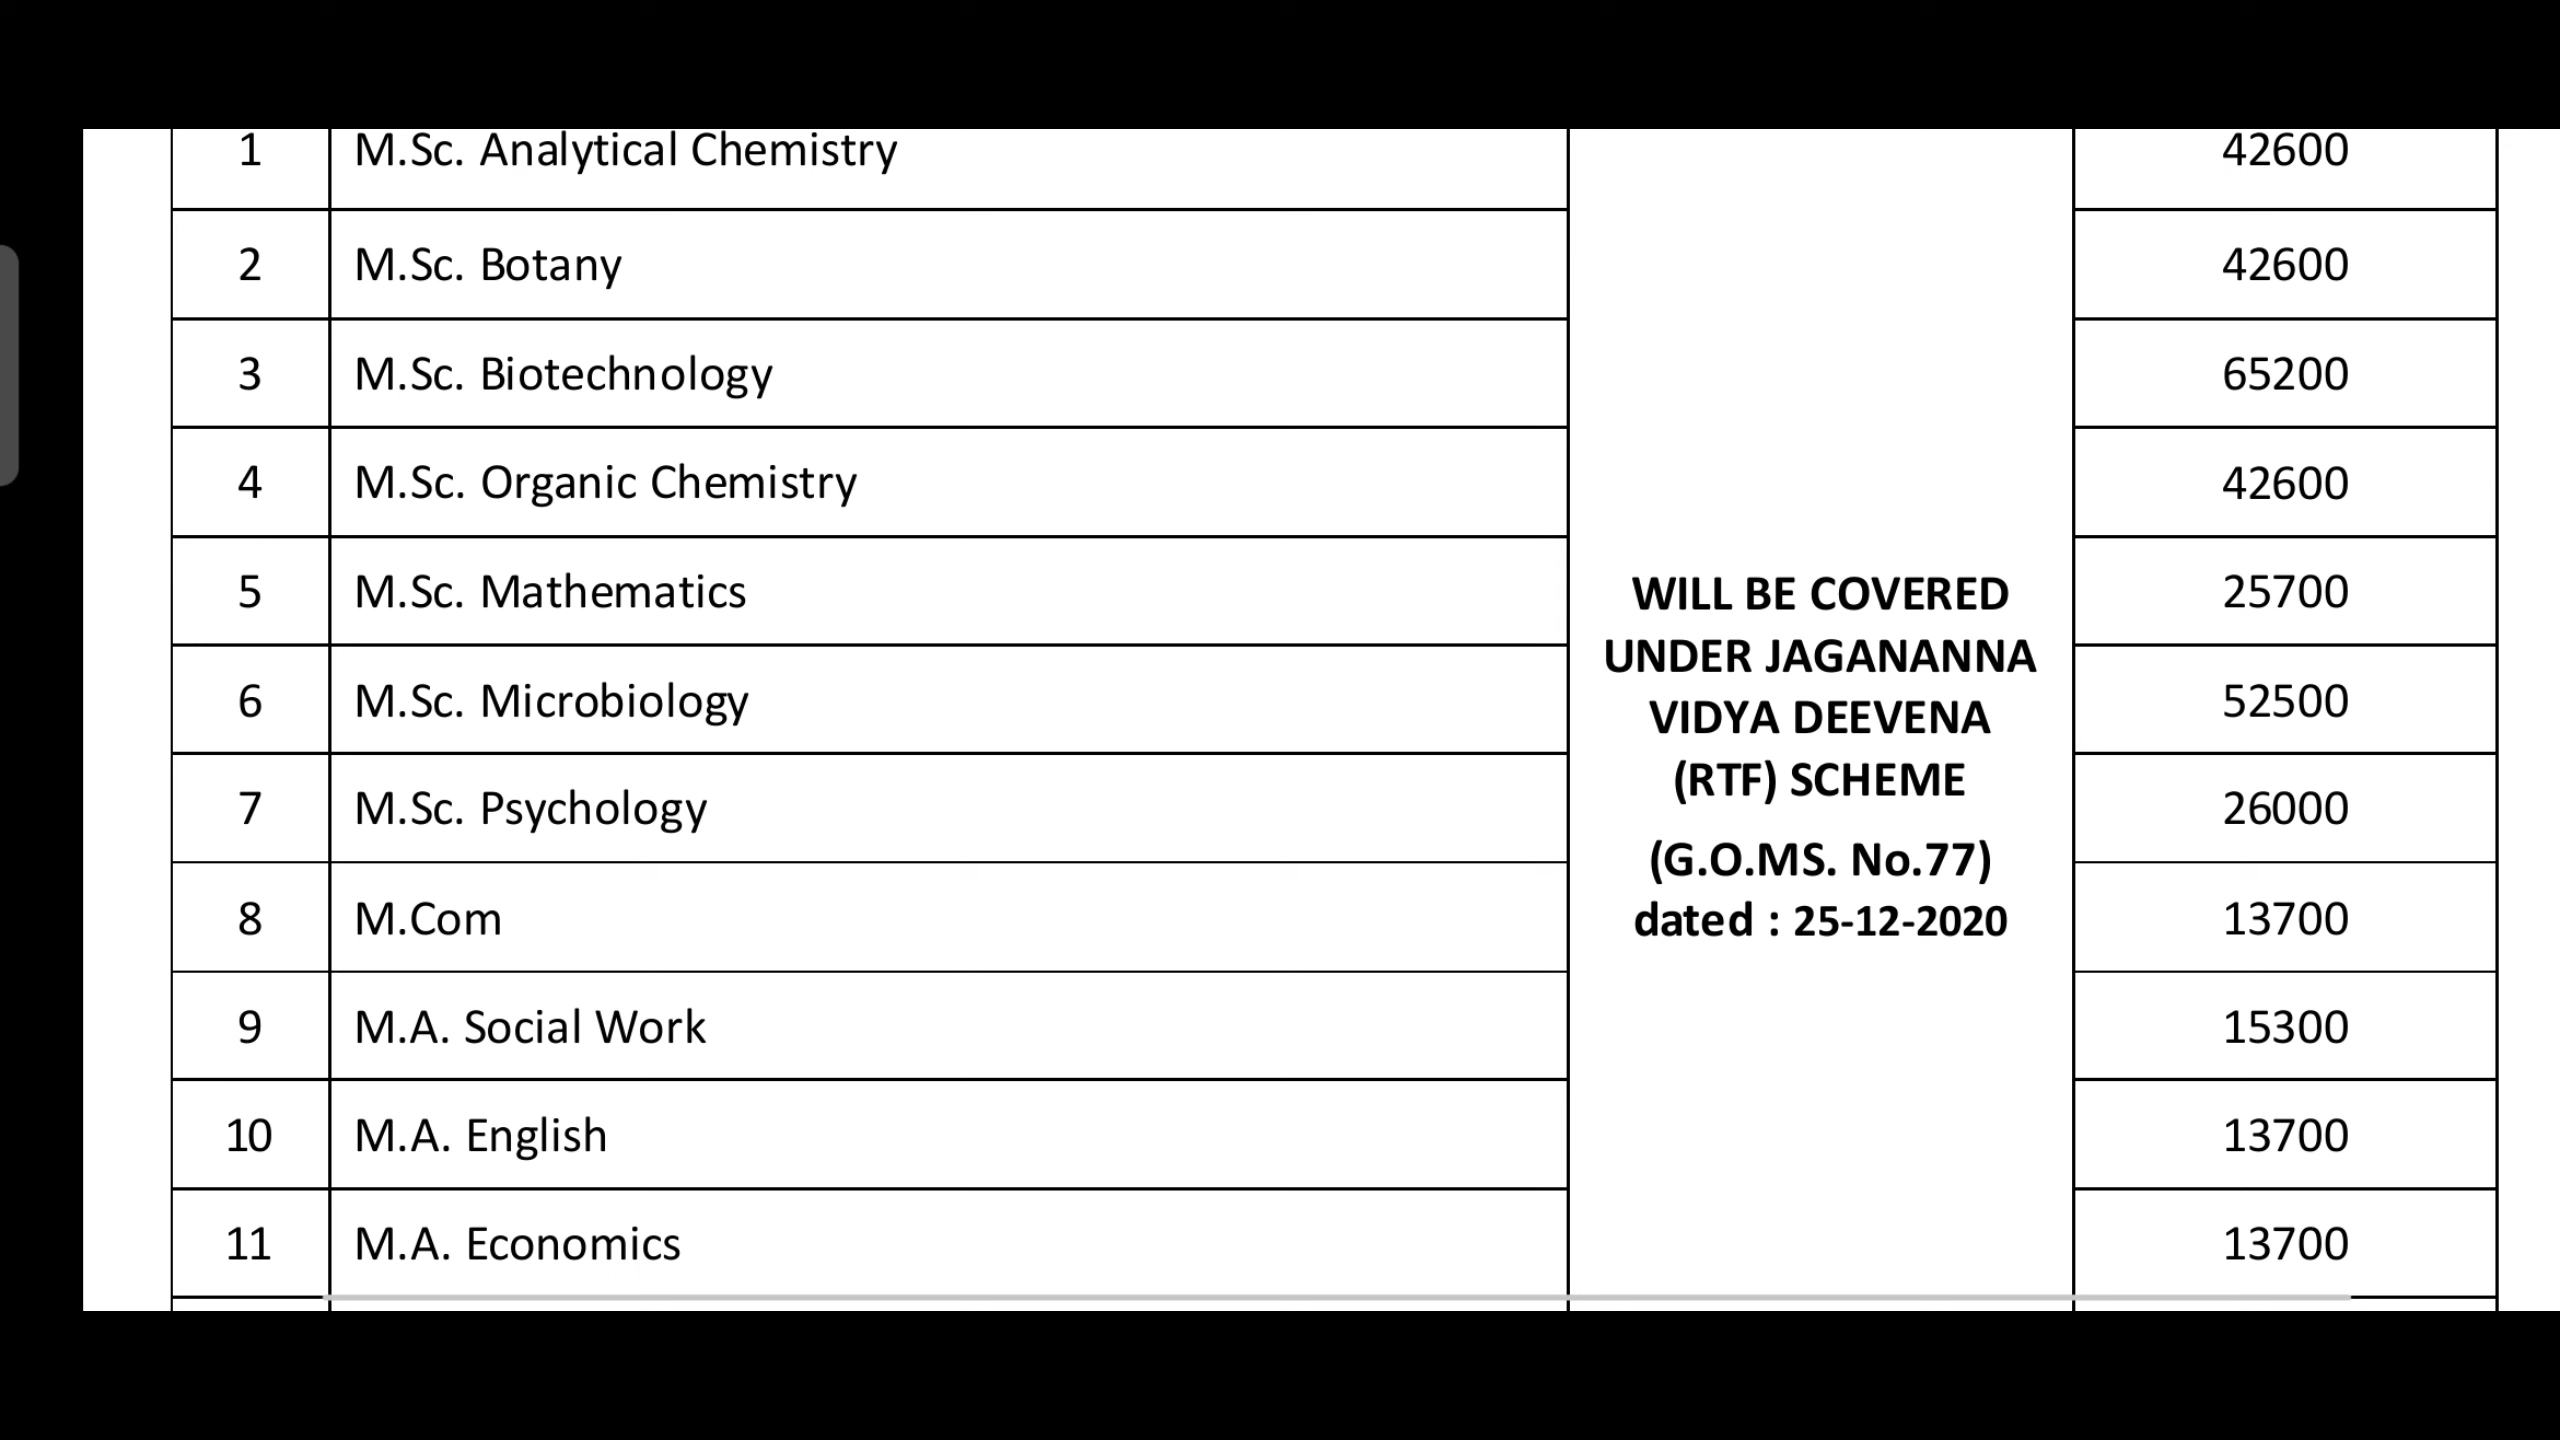 1 M.Sc. Analytical Chemistry 42600
2 M.Sc. Botany 42600
3 M.Sc. Biotechnology 65200
4 M.Sc. Organic Chemistry 42600
5 M.Sc. Mathematics 25700
6 M.Sc. Microbiology 52500
7 M.Sc. Psychology 26000
8 M.Com 13700
9 M.A. Social Work 15300
10 M.A. English 13700
11 M.A. Economics 13700
WILL BE COVERED
UNDER JAGANANNA
VIDYA DEEVENA
(RTF) SCHEME
(G.O.MS. No.77)
dated : 25-12-2020